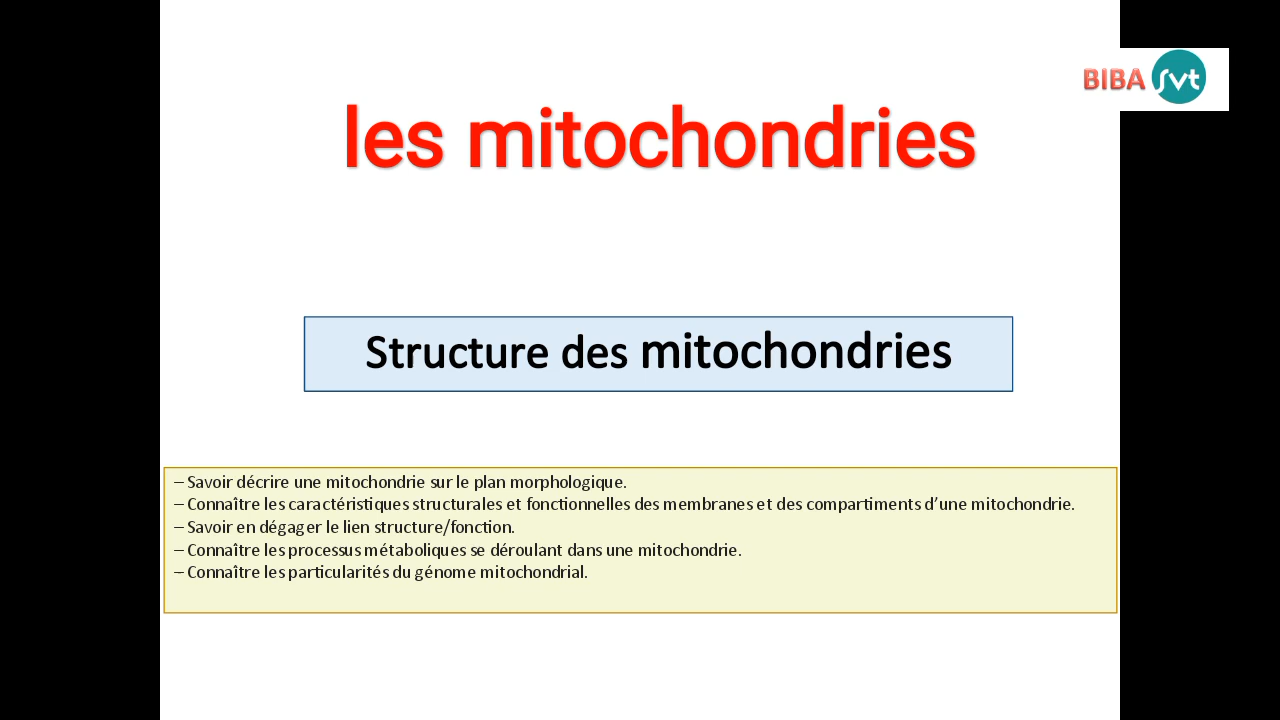 BIBA svt
les mitochondries
Structure des mitochondries
– Savoir décrire une mitochondrie sur le plan morphologique.
– Connaître les caractéristiques structurales et fonctionnelles des membranes et des compartiments d’une mitochondrie.
– Savoir en dégager le lien structure/fonction.
– Connaître les processus métaboliques se déroulant dans une mitochondrie.
– Connaître les particularités du génome mitochondrial.